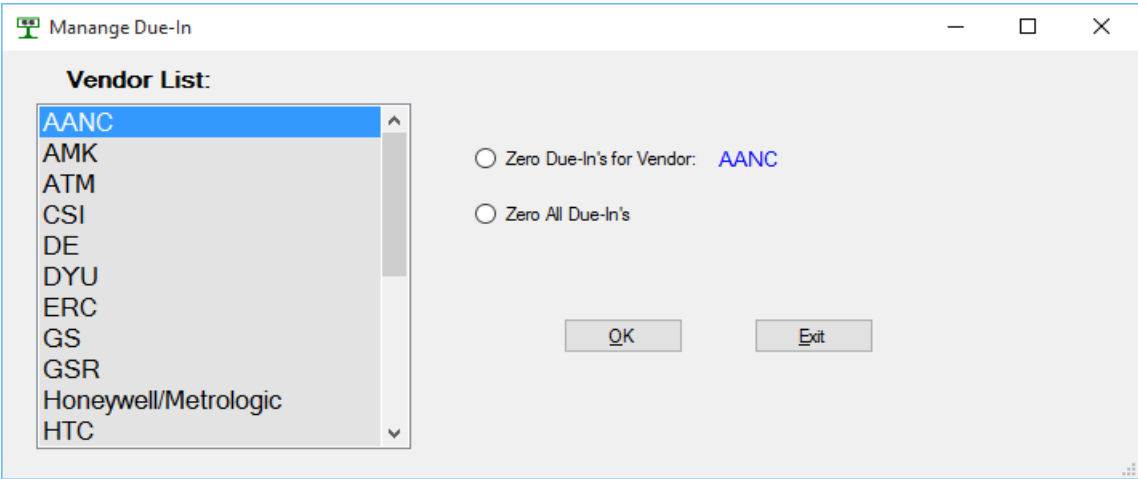 Manange Due-In
Vendor List:
AANC
AMK
ATM
CSI
DE
DYU
ERC
GS
GSR
Honeywell/Metrologic
HTC
Zero Due-In's for Vendor: AANC
Zero All Due-In's
OK
Exit